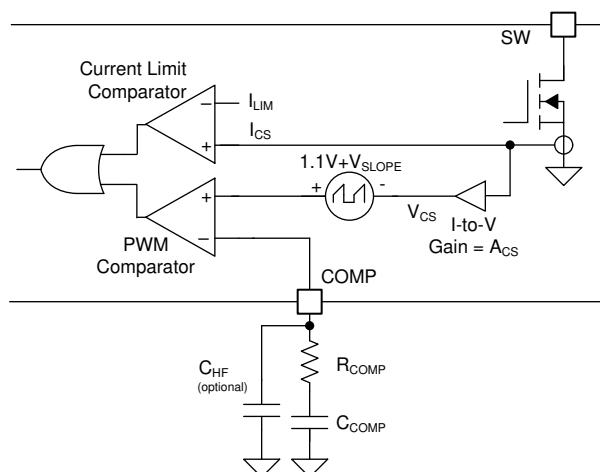 SW
Current Limit
Comparator
−
I_LIM
I_CS
+
1.1V+V_SLOPE
+
-
+
V_CS
I-to-V
Gain = A_CS
−
PWM
Comparator
COMP
C_HF
(optional)
R_COMP
C_COMP